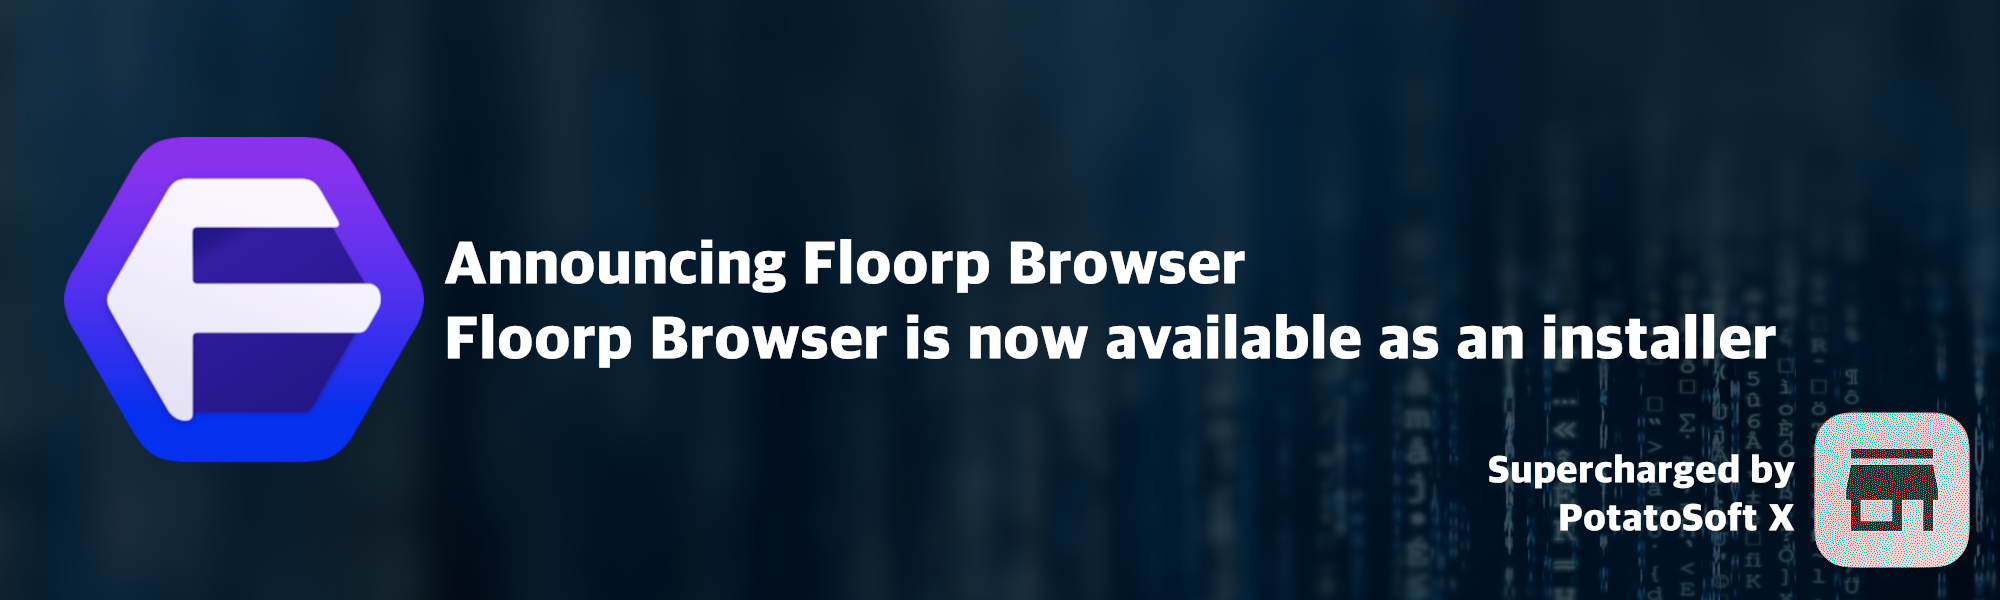 Announcing Floorp Browser
Floorp Browser is now available as an installer
Supercharged by
PotatoSoft X